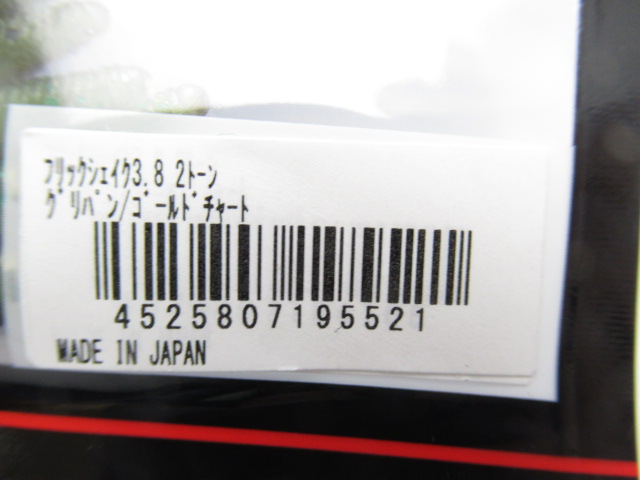 フリックシェイク3.8 2トーン
グリパン/ゴールドチャート
4525807195521
MADE IN JAPAN